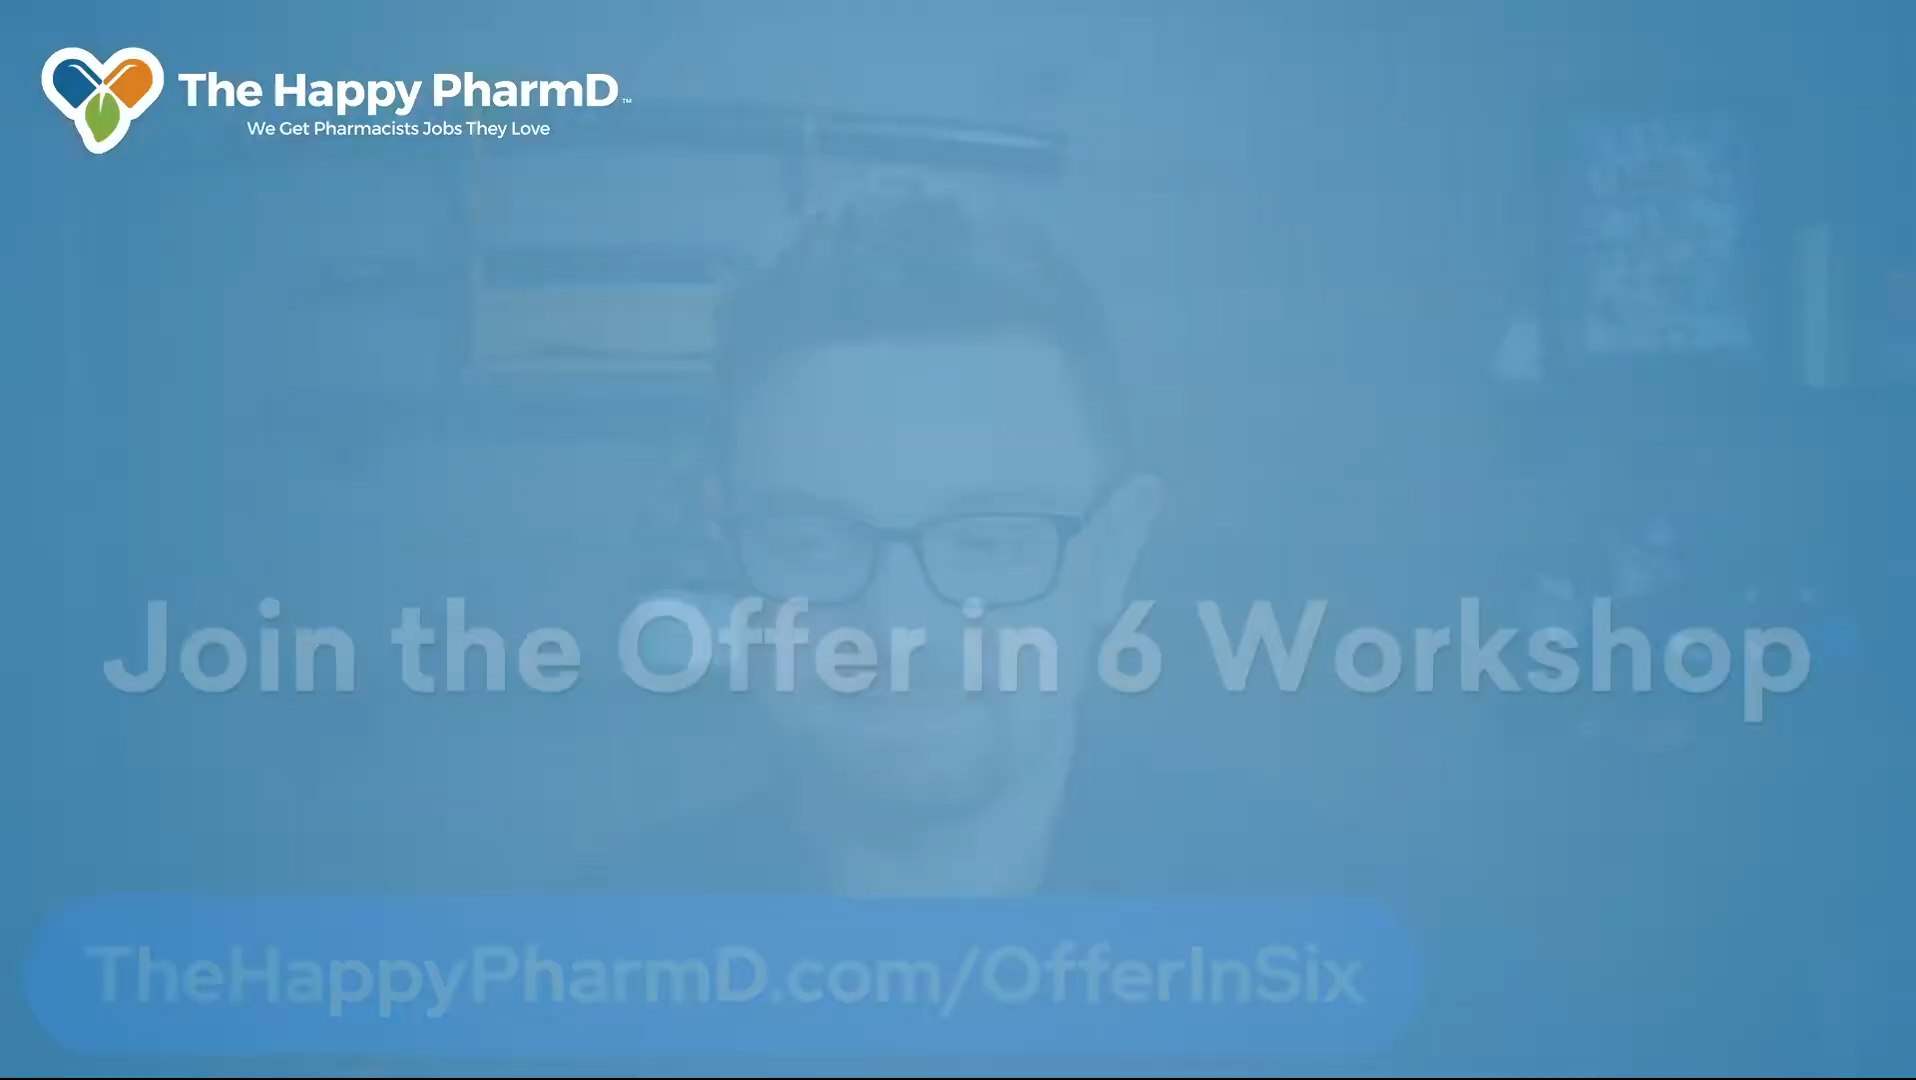 The Happy PharmD™
We Get Pharmacists Jobs They Love
Join the Offer in 6 Workshop
TheHappyPharmD.com/OfferInSix